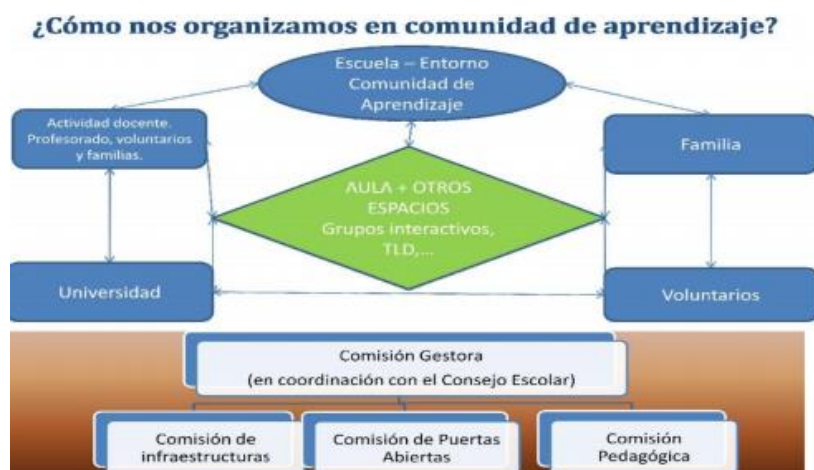 ¿Cómo nos organizamos en comunidad de aprendizaje?
Escuela – Entorno
Comunidad de
Aprendizaje
Actividad docente.
Profesorado, voluntarios
y familias.
Familia
AULA + OTROS
ESPACIOS
Grupos interactivos,
TLD,...
Universidad
Voluntarios
Comisión Gestora
(en coordinación con el Consejo Escolar)
Comisión de
infraestructuras
Comisión de Puertas
Abiertas
Comisión
Pedagógica